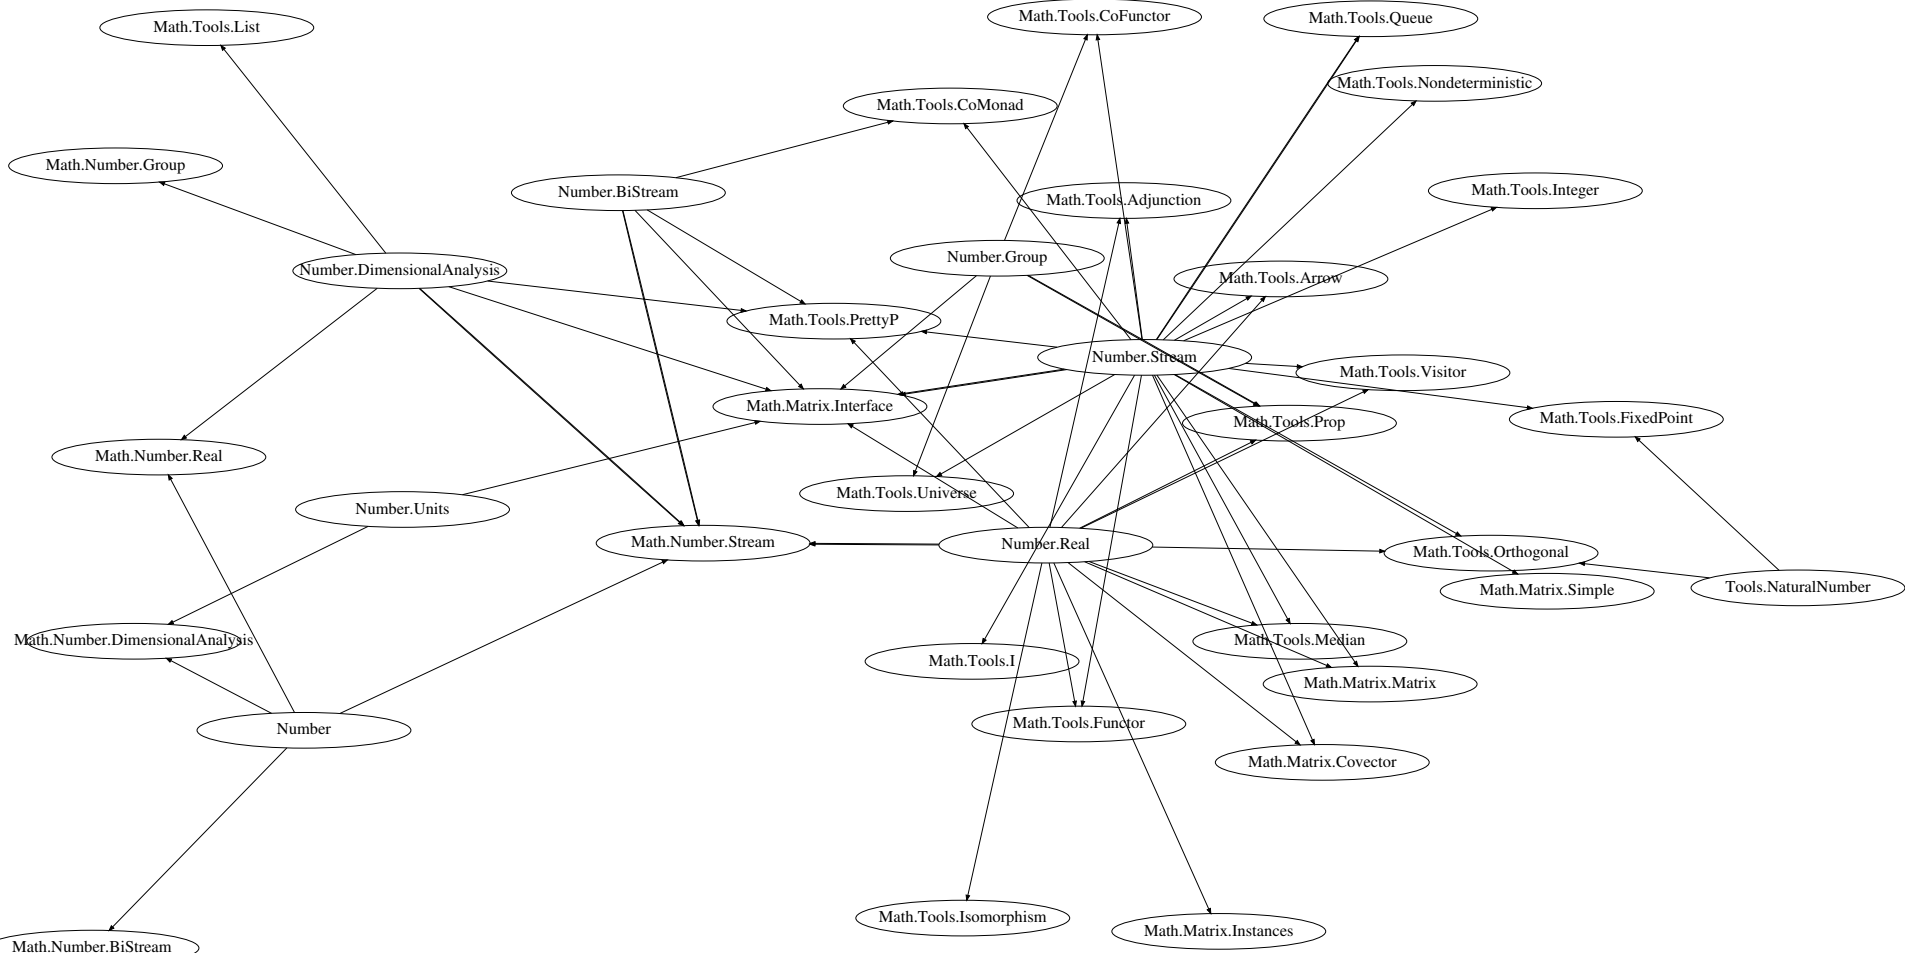 Math.Tools.CoFunctor
Math.Tools.Queue
Math.Tools.List
Math.Tools.Nondeterministic
Math.Tools.CoMonad
Math.Number.Group
Number.BiStream
Math.Tools.Integer
Math.Tools.Adjunction
Number.Group
Number.DimensionalAnalysis
Math.Tools.Arrow
Math.Tools.PrettyP
Number.Stream
Math.Tools.Visitor
Math.Matrix.Interface
Math.Tools.FixedPoint
Math.Tools.Prop
Math.Number.Real
Math.Tools.Universe
Number.Units
Math.Number.Stream
Number.Real
Math.Tools.Orthogonal
Math.Matrix.Simple
Tools.NaturalNumber
Math.Number.DimensionalAnalysis
Math.Tools.Median
Math.Tools.I
Math.Matrix.Matrix
Math.Tools.Functor
Number
Math.Matrix.Covector
Math.Tools.Isomorphism
Math.Matrix.Instances
Math.Number.BiStream